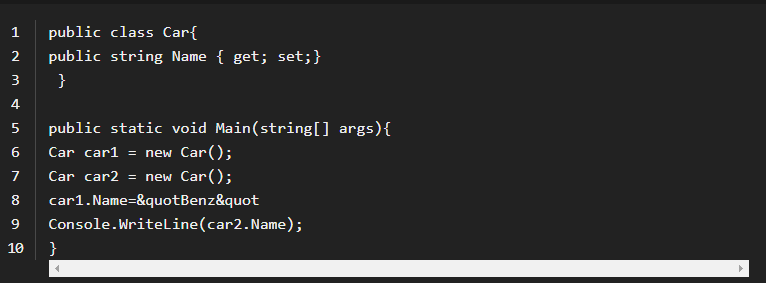 1 public class Car{
2 public string Name { get; set;}
3 }
4
5 public static void Main(string[] args){
6 Car car1 = new Car();
7 Car car2 = new Car();
8 car1.Name=&quotBenz&quot
9 Console.WriteLine(car2.Name);
10 }